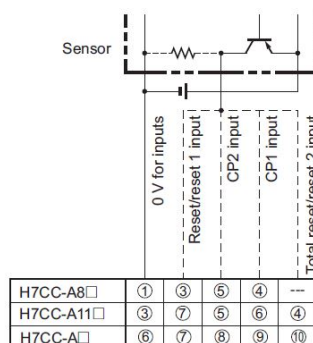 Sensor
0 V for inputs
Reset/reset 1 input
CP2 input
CP1 input
Total reset/reset 2 input
H7CC-A8□ ① ③ ⑤ ④ ---
H7CC-A11□ ③ ⑦ ⑤ ⑥ ④
H7CC-A□ ⑥ ⑦ ⑧ ⑨ ⑩